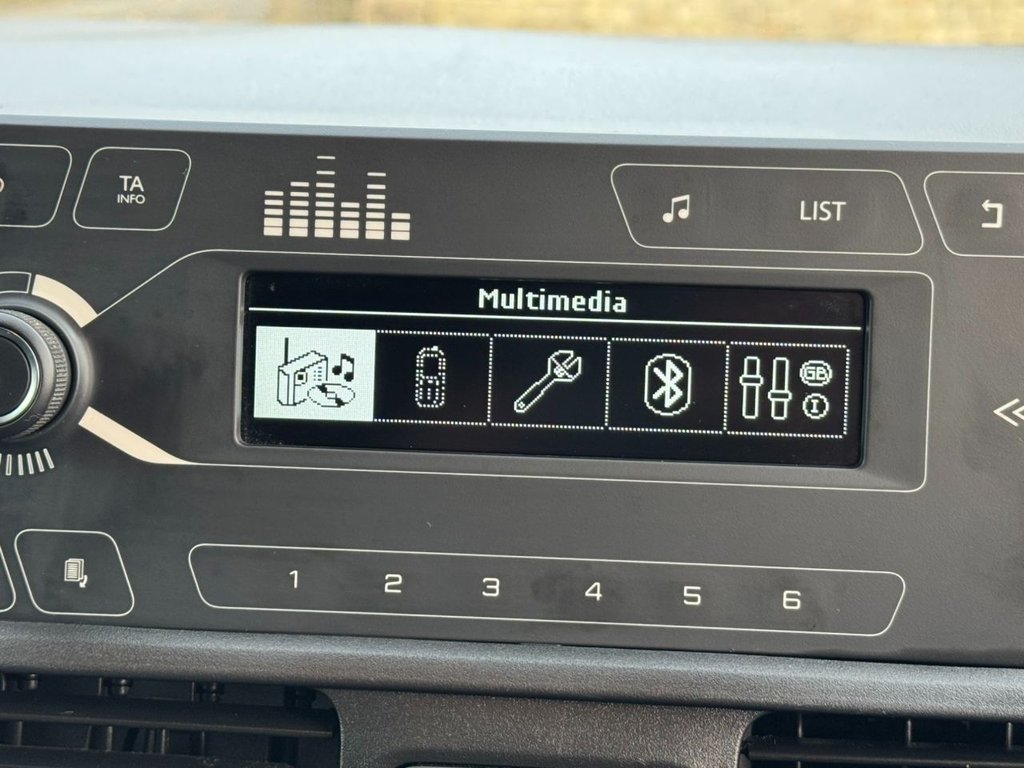 TA
INFO
LIST
Multimedia
GB
I
1 2 3 4 5 6